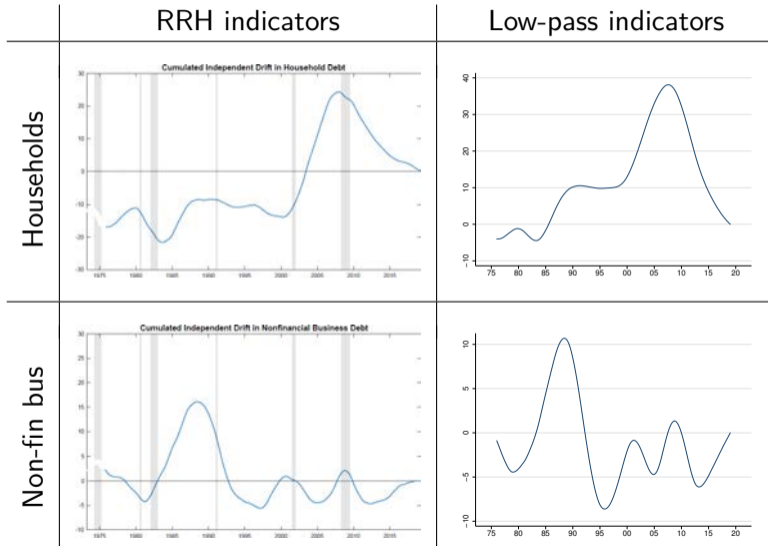 RRH indicators
Low-pass indicators
Households
Cumulated Independent Drift in Household Debt
30
20
10
0
-10
-20
-30
1975 1980 1985 1990 1995 2000 2005 2010 2015
40
30
20
10
0
-10
75 80 85 90 95 00 05 10 15 20
Non-fin bus
Cumulated Independent Drift in Nonfinancial Business Debt
30
25
20
15
10
5
0
-5
-10
1975 1980 1985 1990 1995 2000 2005 2010 2015
10
5
0
-5
-10
75 80 85 90 95 00 05 10 15 20